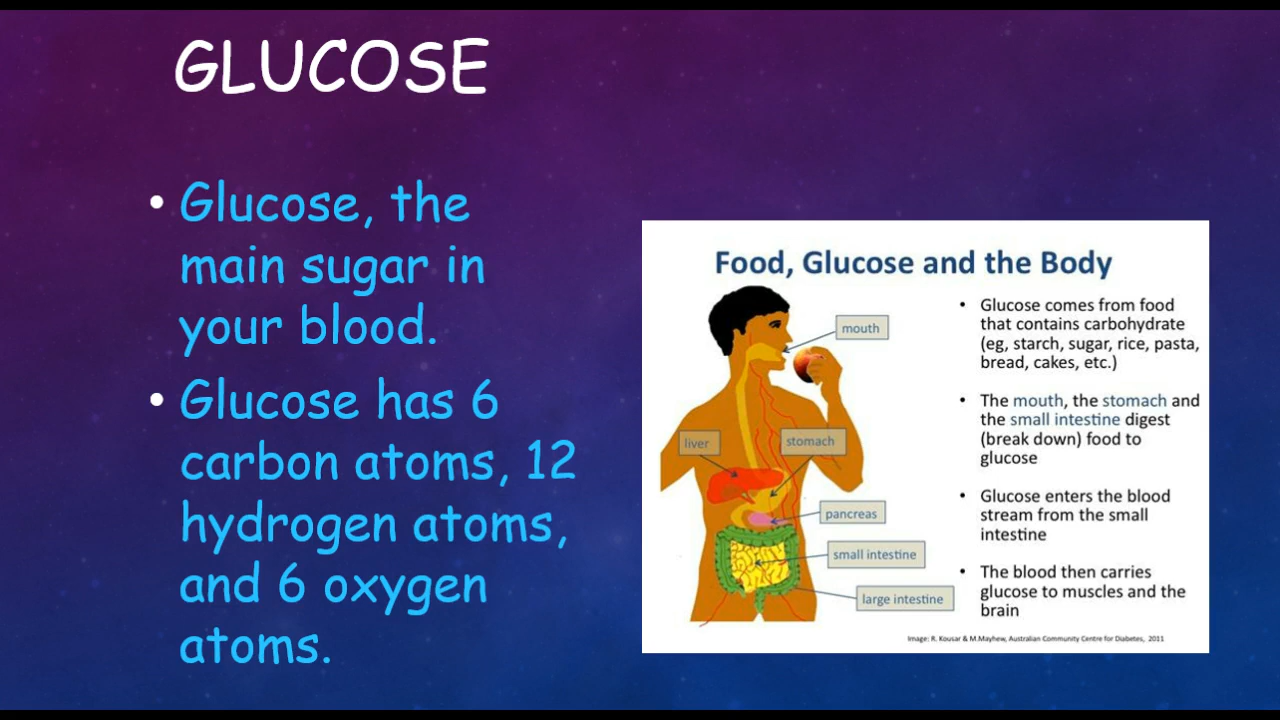 GLUCOSE
• Glucose, the
main sugar in
your blood.
• Glucose has 6
carbon atoms, 12
hydrogen atoms,
and 6 oxygen
atoms.
Food, Glucose and the Body
mouth
liver
stomach
pancreas
small intestine
large intestine
• Glucose comes from food
that contains carbohydrate
(eg, starch, sugar, rice, pasta,
bread, cakes, etc.)
• The mouth, the stomach and
the small intestine digest
(break down) food to
glucose
• Glucose enters the blood
stream from the small
intestine
• The blood then carries
glucose to muscles and the
brain
Image: R. Kousar & M.Mayhew, Australian Community Centre for Diabetes, 2011